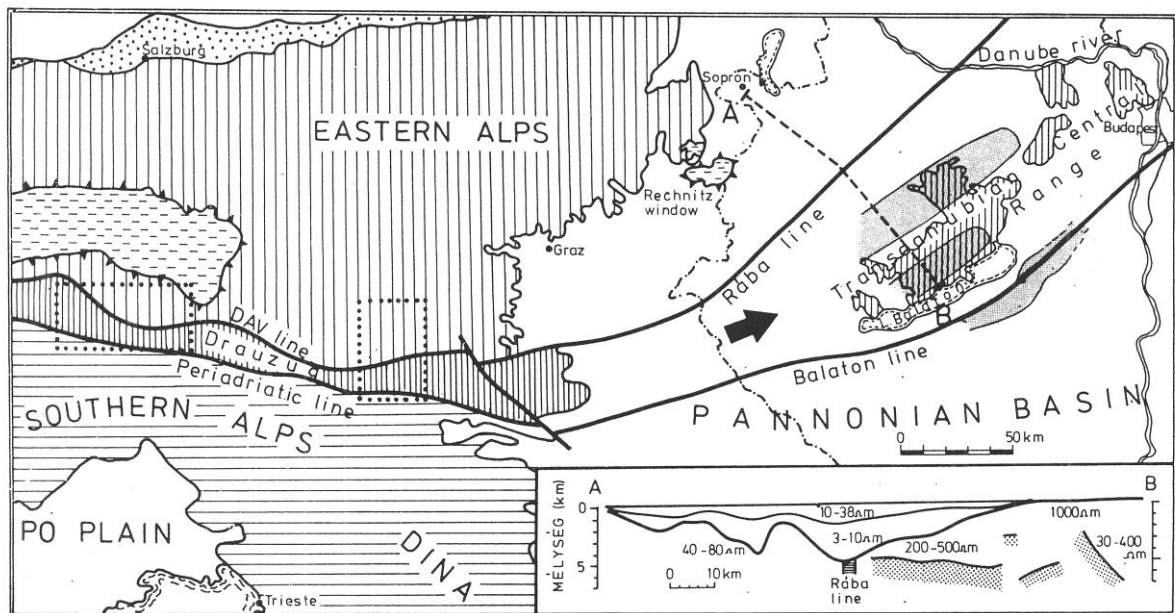 Salzburg
EASTERN ALPS
Sopron
A
Danube river
Budapest
Transdanubian Central Range
Rechnitz window
Graz
Rába line
Balaton
B
DAV line
Drauzug
Periadriatic line
Balaton line
SOUTHERN ALPS
PANNONIAN BASIN
0 50 km
PO PLAIN
DINA
Trieste
A B
MÉLYSÉG (km)
0
5
10-38Ωm
1000Ωm
3-10Ωm
40-80Ωm
200-500Ωm
30-400 Ωm
0 10 km
Rába line